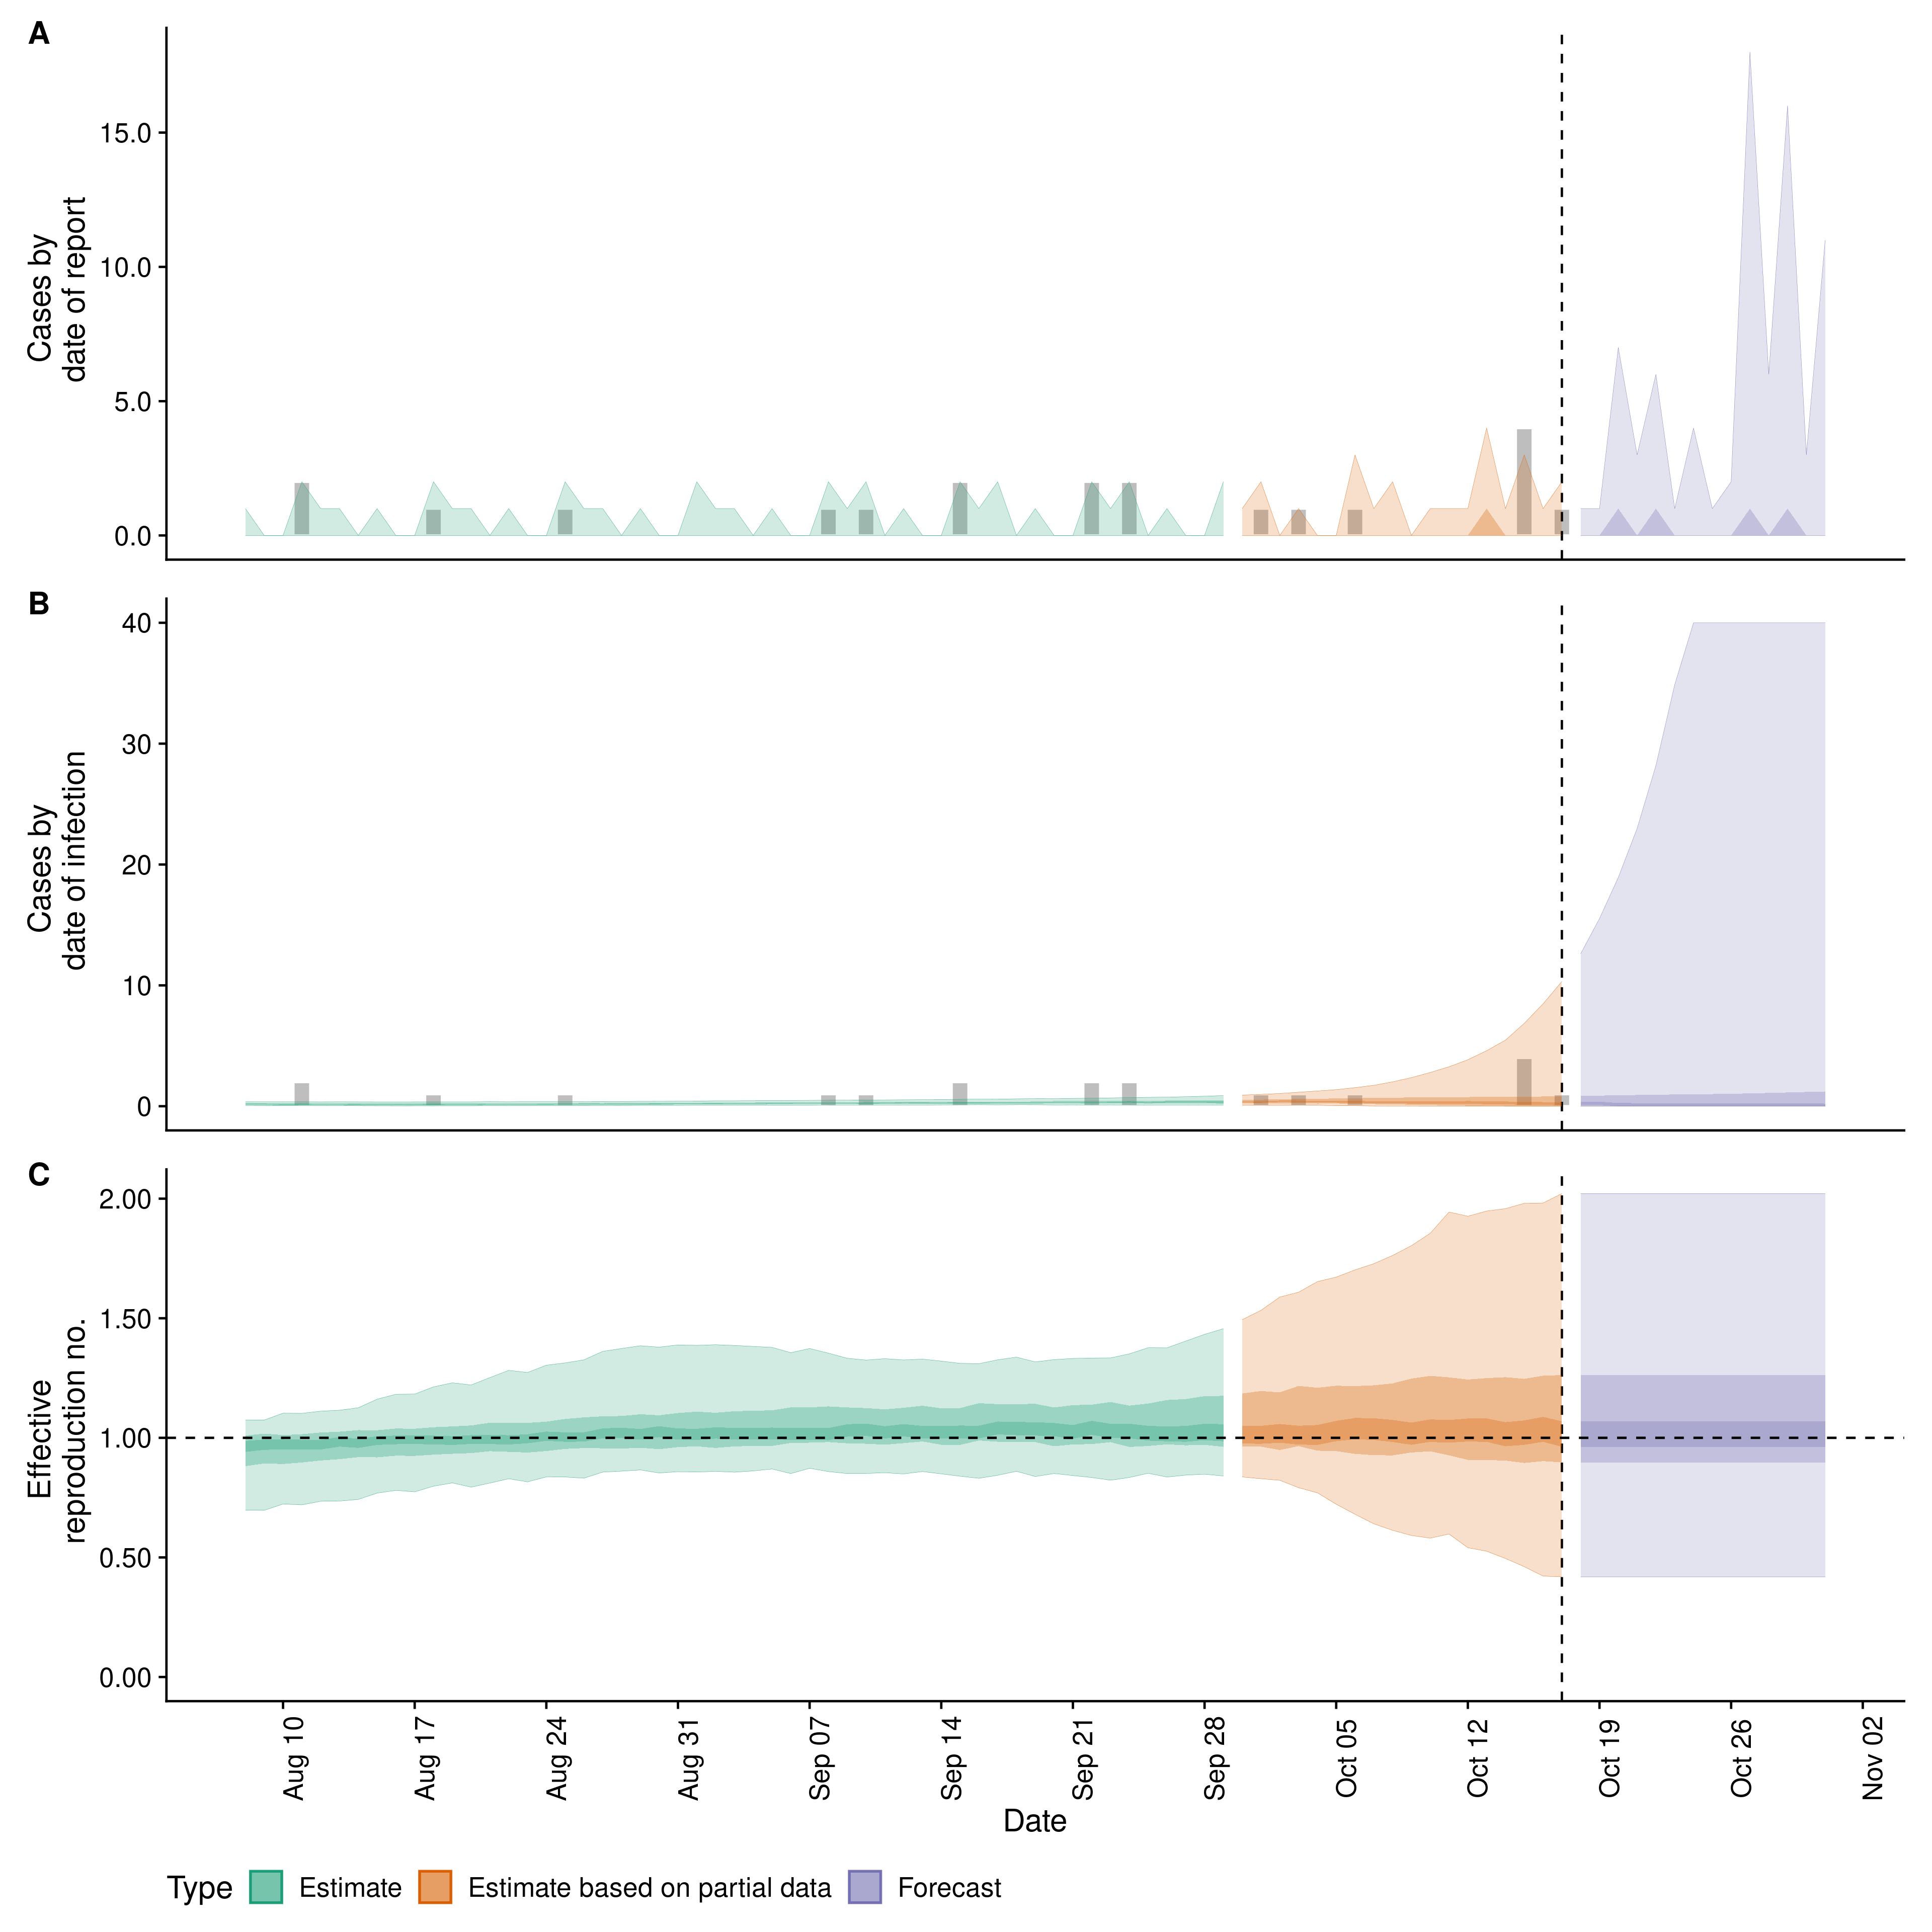 A
Cases by
date of report
15.0
10.0
5.0
0.0
B
Cases by
date of infection
40
30
20
10
0
C
Effective
reproduction no.
2.00
1.50
1.00
0.50
0.00
Aug 10
Aug 17
Aug 24
Aug 31
Sep 07
Sep 14
Sep 21
Sep 28
Oct 05
Oct 12
Oct 19
Oct 26
Nov 02
Date
Type Estimate Estimate based on partial data Forecast